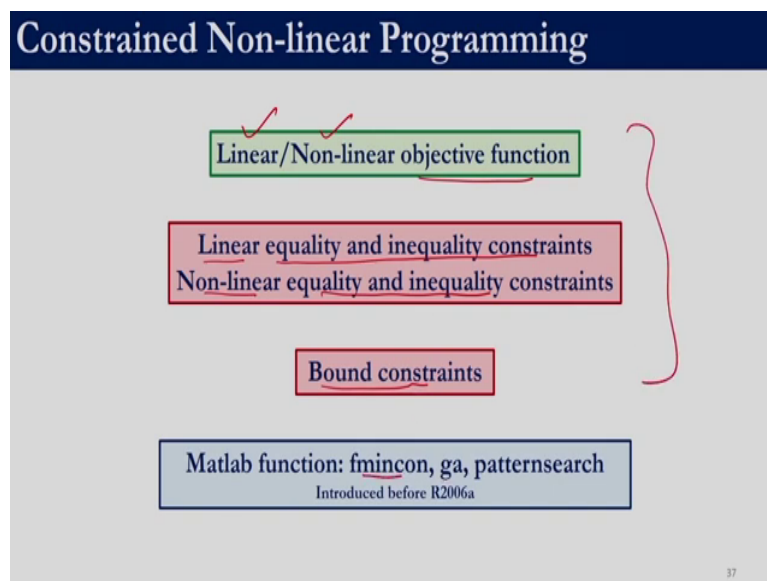 Constrained Non-linear Programming
Linear/Non-linear objective function
Linear equality and inequality constraints
Non-linear equality and inequality constraints
Bound constraints
Matlab function: fmincon, ga, patternsearch
Introduced before R2006a
37